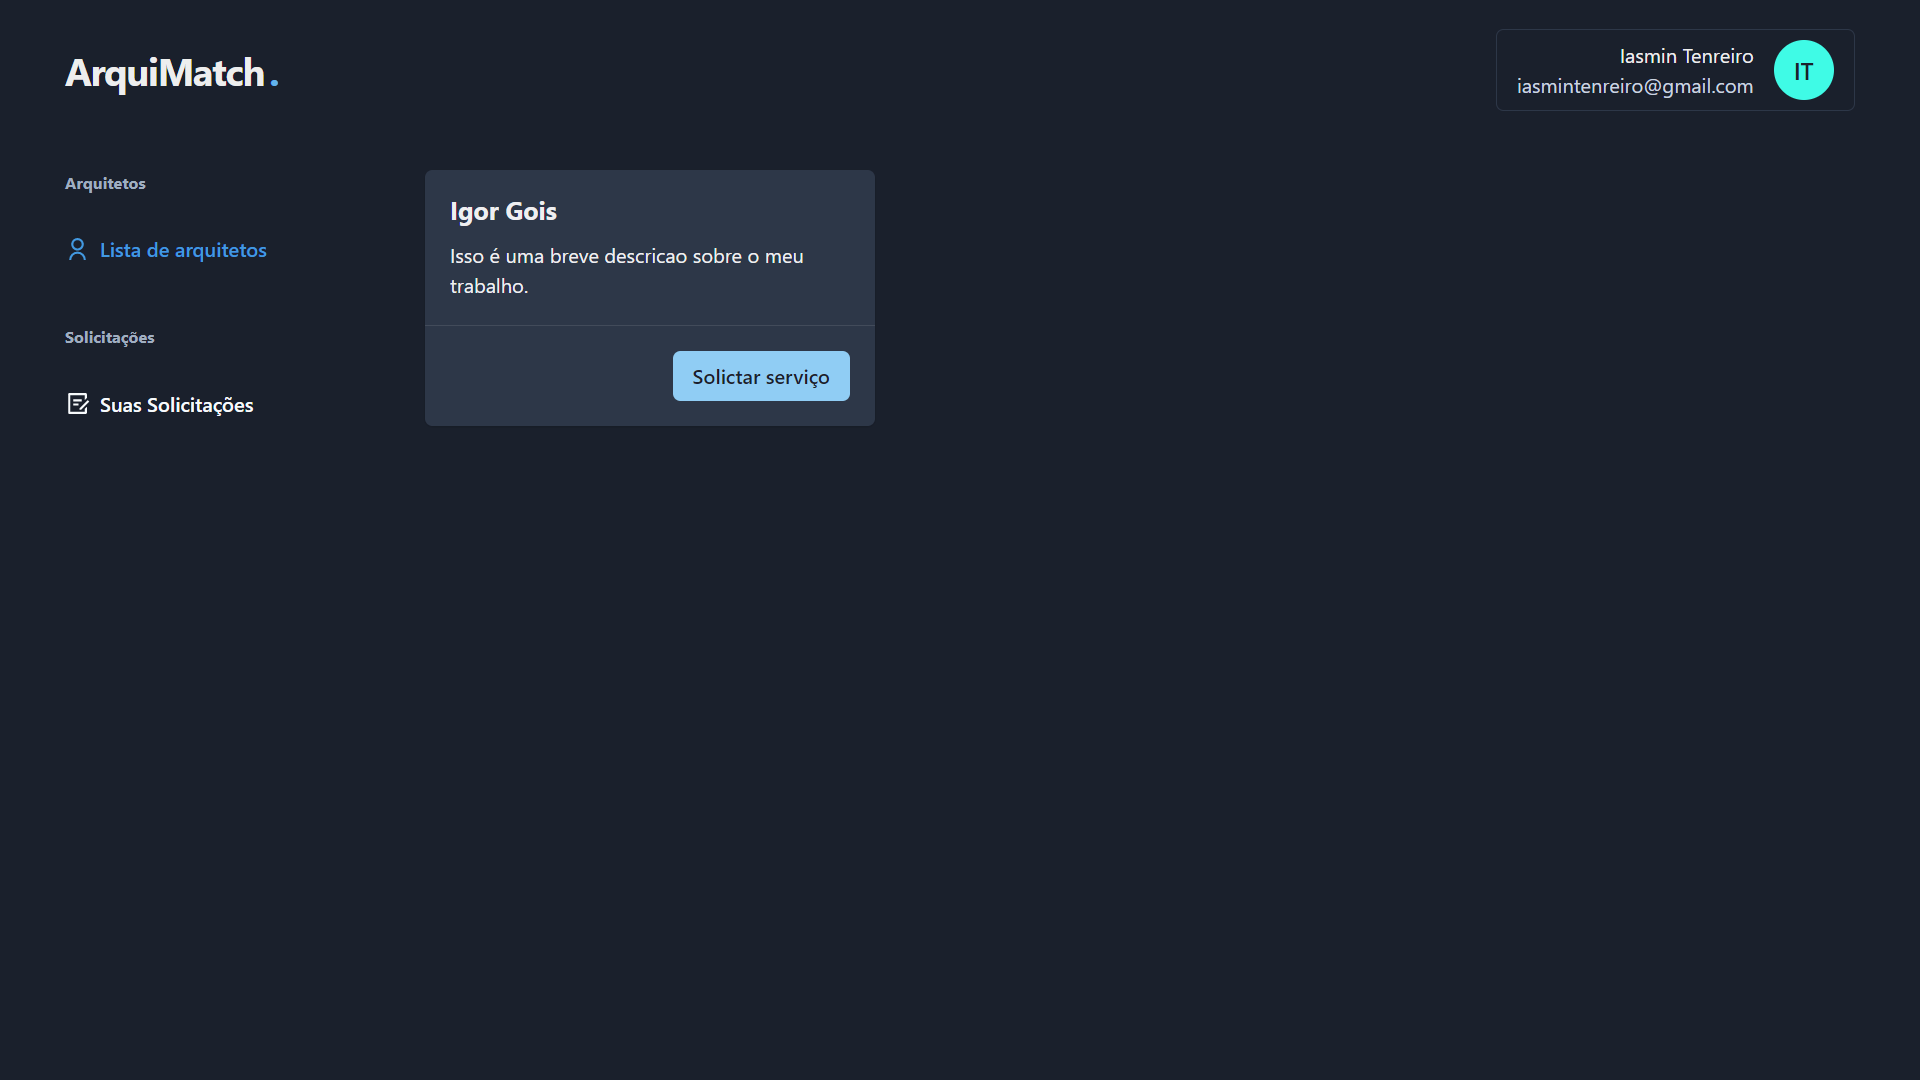 ArquiMatch.
Iasmin Tenreiro
iasmintenreiro@gmail.com
IT
Arquitetos
Lista de arquitetos
Solicitações
Suas Solicitações
Igor Gois
Isso é uma breve descricao sobre o meu
trabalho.
Solictar serviço